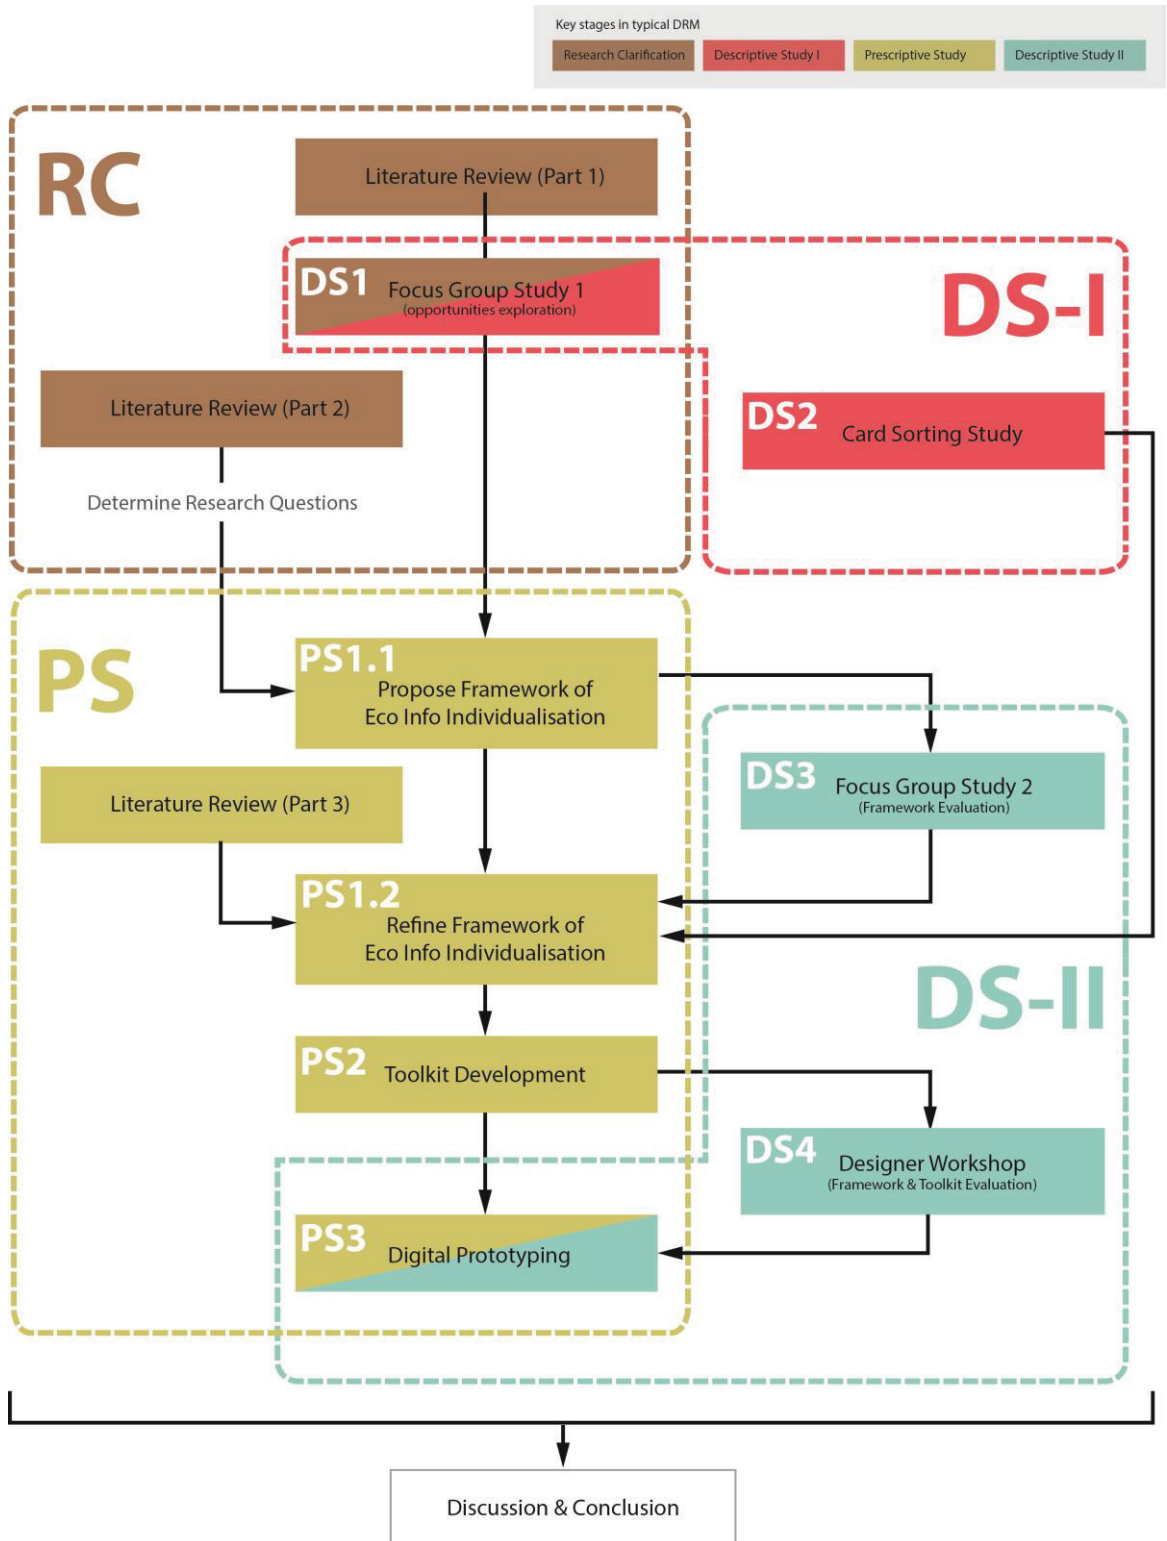 Key stages in typical DRM
Research Clarification
Descriptive Study I
Prescriptive Study
Descriptive Study II
RC
Literature Review (Part 1)
DS1
Focus Group Study 1
(opportunities exploration)
DS-I
Literature Review (Part 2)
DS2
Card Sorting Study
Determine Research Questions
PS
PS1.1
Propose Framework of
Eco Info Individualisation
Literature Review (Part 3)
DS3
Focus Group Study 2
(Framework Evaluation)
PS1.2
Refine Framework of
Eco Info Individualisation
DS-II
PS2
Toolkit Development
DS4
Designer Workshop
(Framework & Toolkit Evaluation)
PS3
Digital Prototyping
Discussion & Conclusion